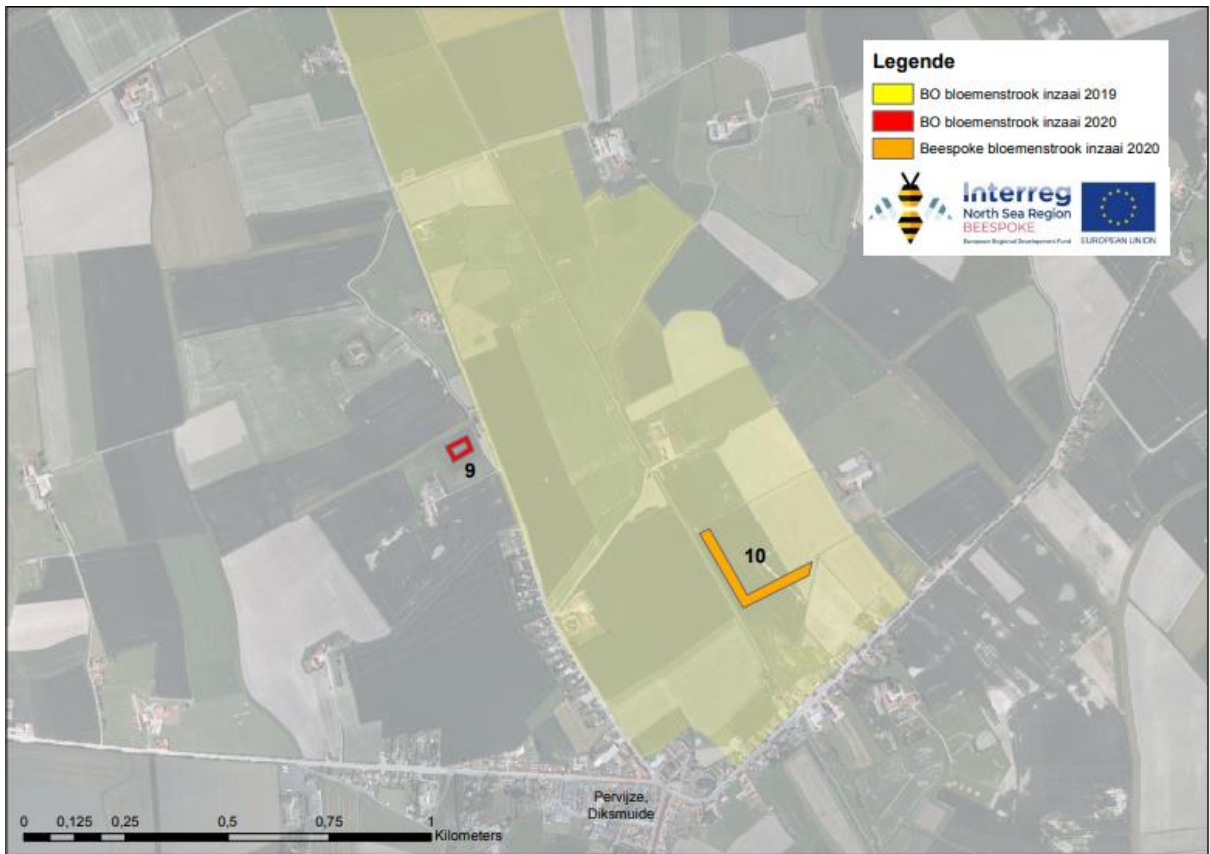 Legende
BO bloemenstrook inzaai 2019
BO bloemenstrook inzaai 2020
Beespoke bloemenstrook inzaai 2020
Interreg
North Sea Region
BEESPOKE
European Regional Development Fund
EUROPEAN UNION
9
10
Pervijze,
Diksmuide
0 0,125 0,25 0,5 0,75 1
Kilometers